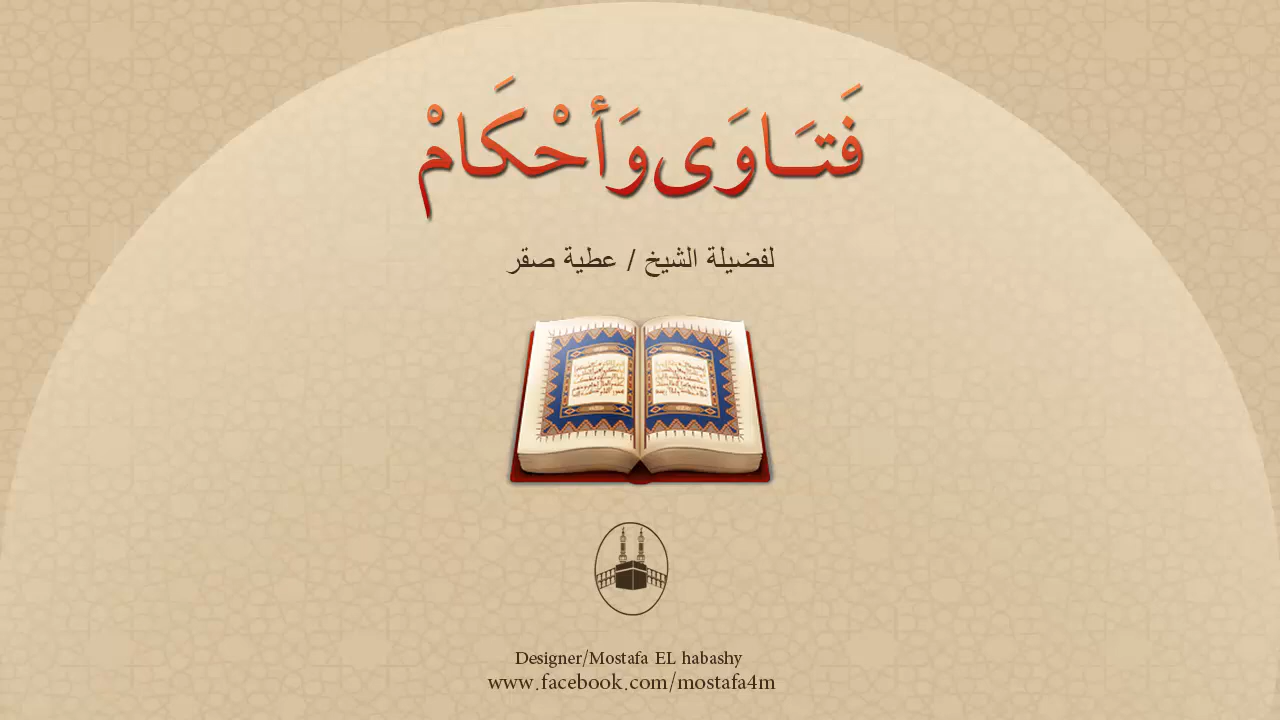 فَتَاوَى وَأَحْكَامْ
لفضيلة الشيخ / عطية صقر
Designer/Mostafa EL habashy
www.facebook.com/mostafa4m